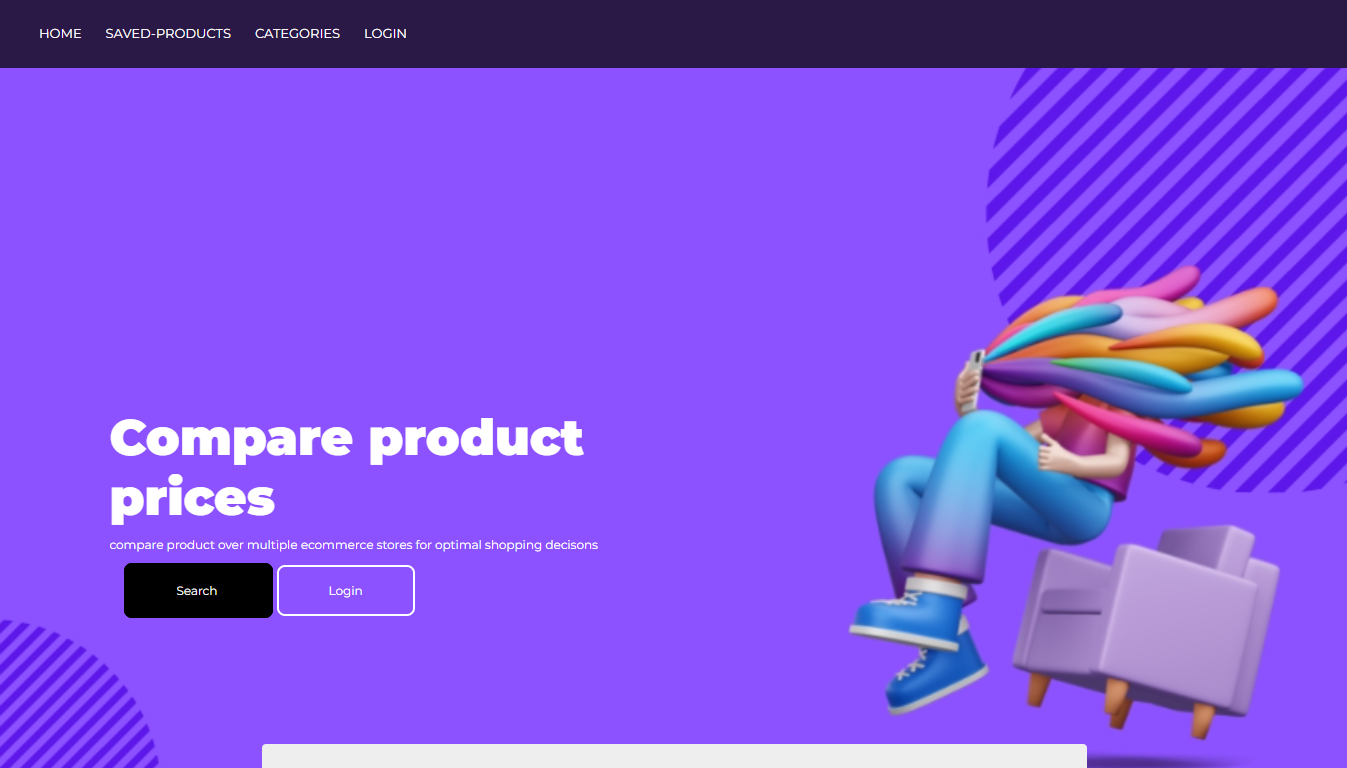 HOME SAVED-PRODUCTS CATEGORIES LOGIN
Compare product
prices
compare product over multiple ecommerce stores for optimal shopping decisons
Search Login